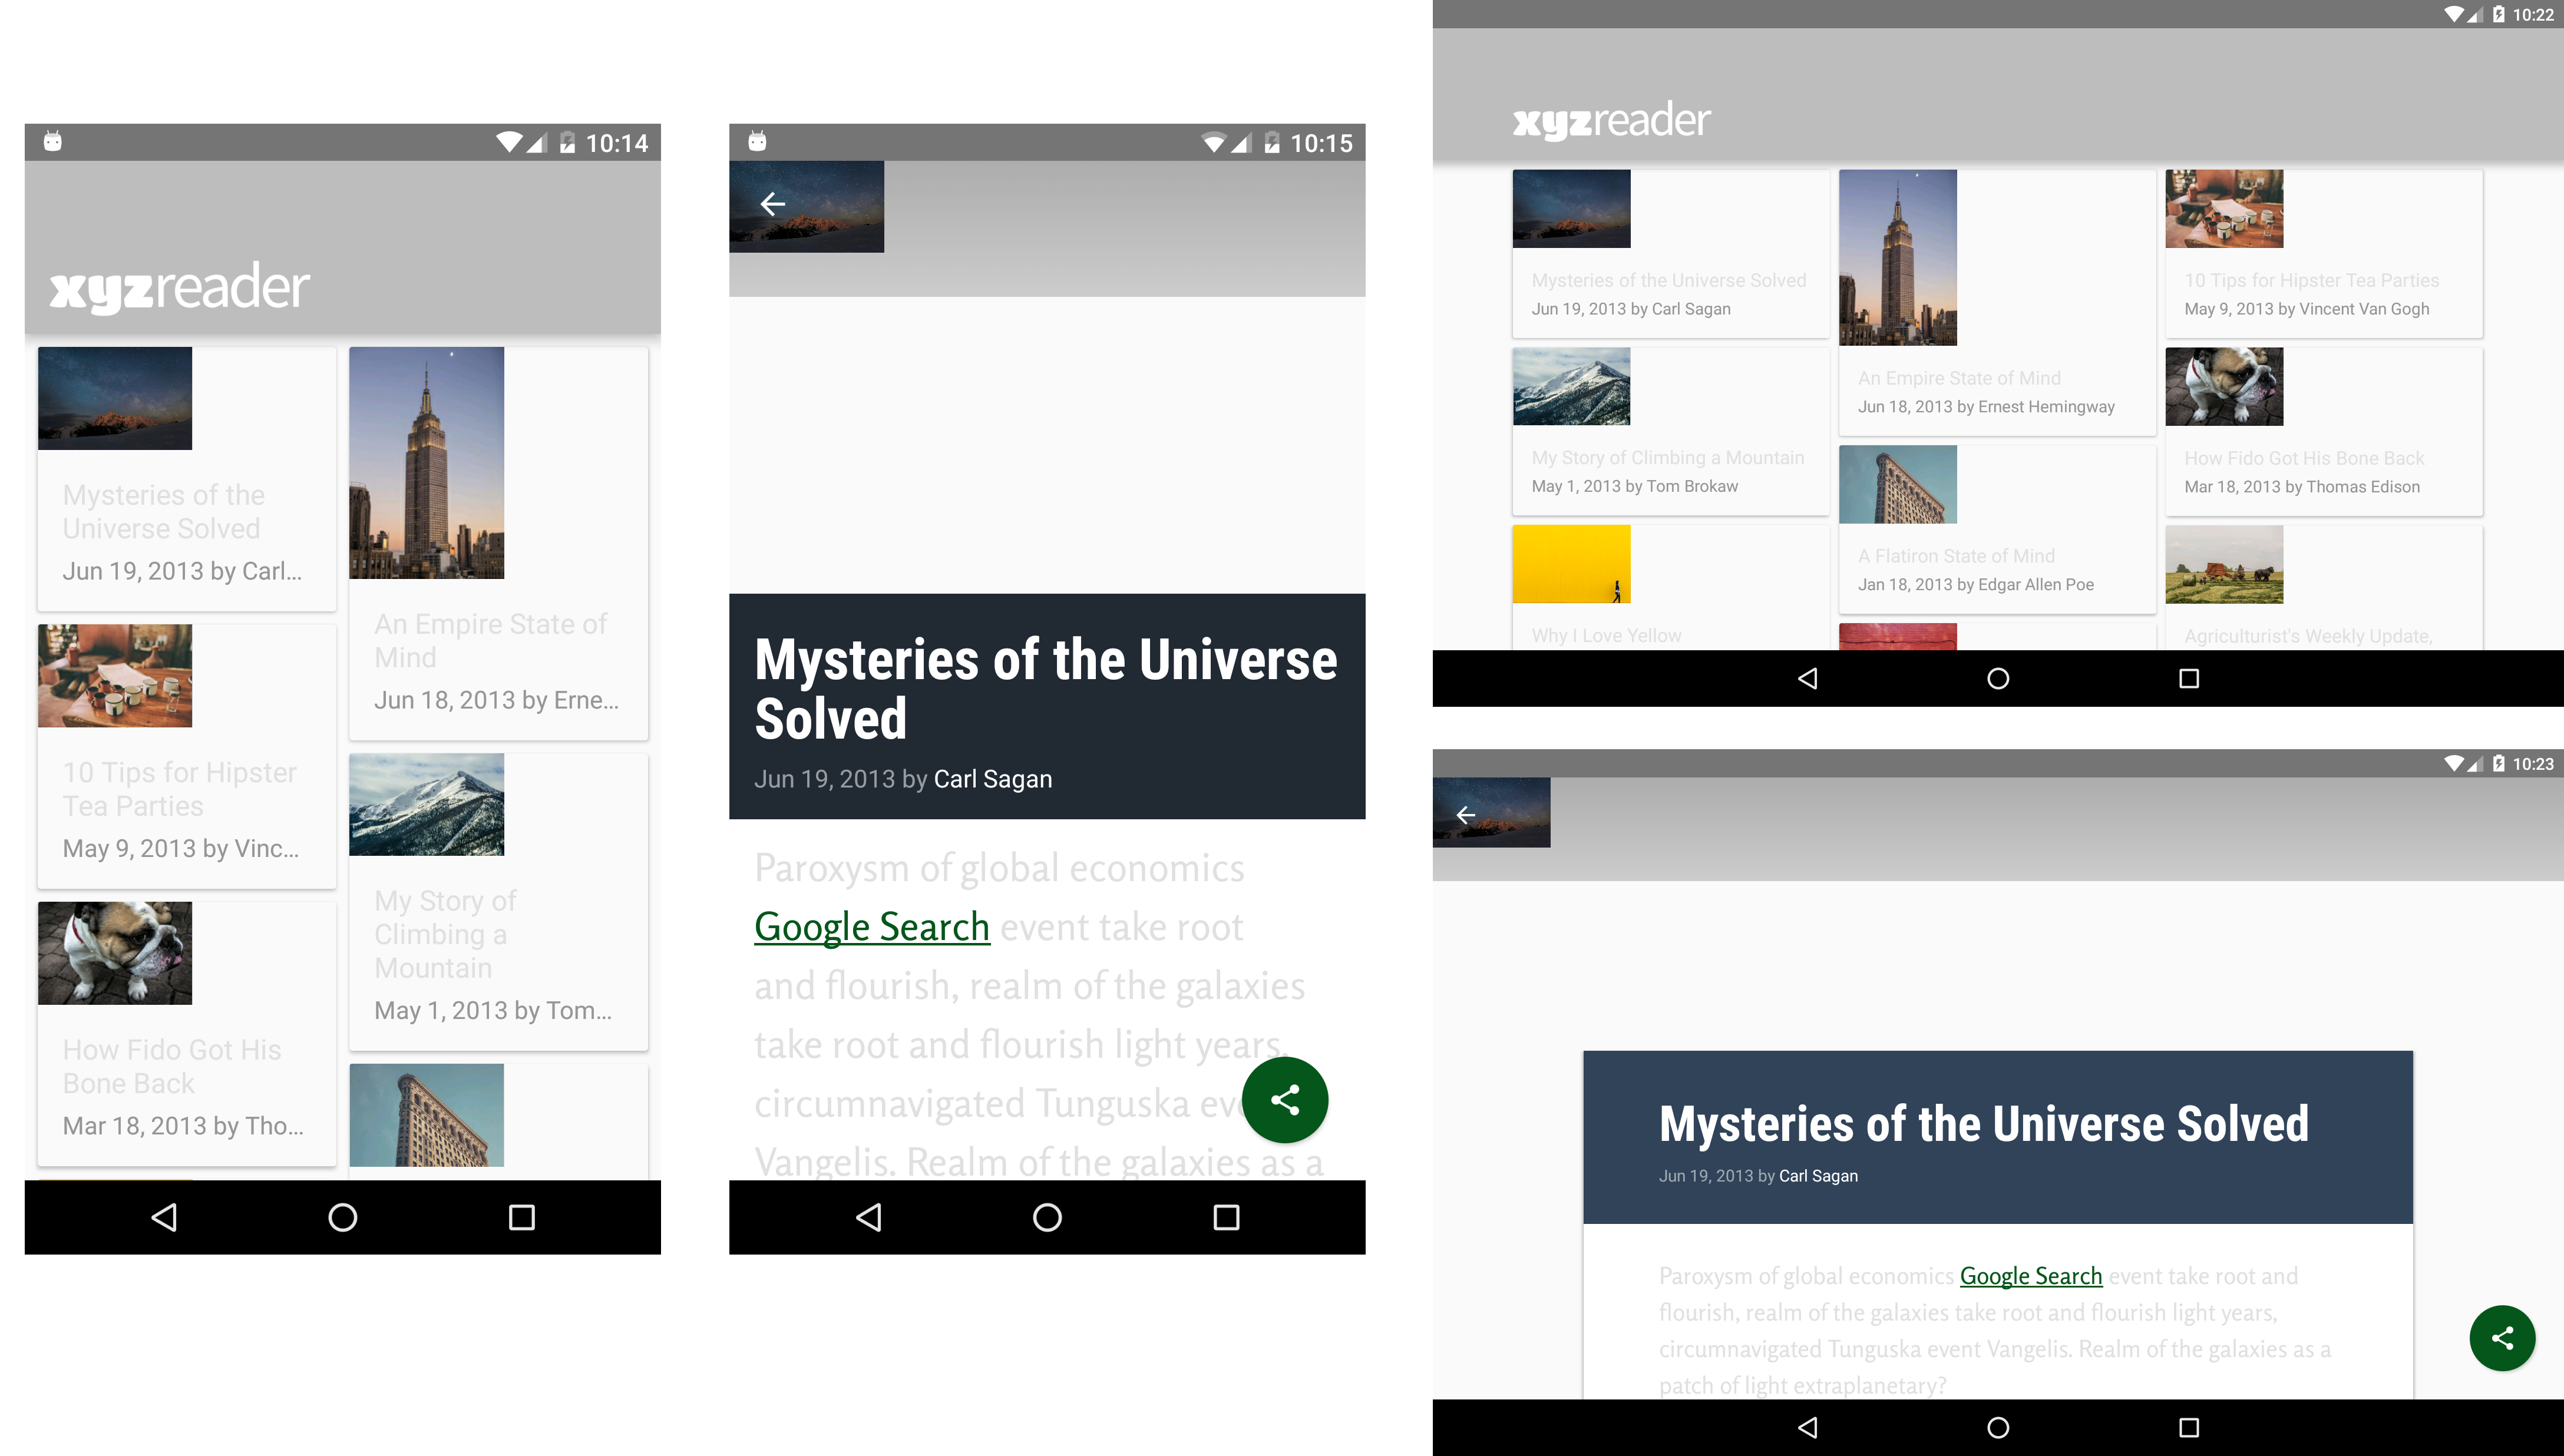 10:14
xyzreader
Mysteries of the
Universe Solved
Jun 19, 2013 by Carl...
10 Tips for Hipster
Tea Parties
May 9, 2013 by Vinc...
How Fido Got His
Bone Back
Mar 18, 2013 by Tho...
An Empire State of
Mind
Jun 18, 2013 by Erne...
My Story of
Climbing a
Mountain
May 1, 2013 by Tom...
10:15
Mysteries of the Universe
Solved
Jun 19, 2013 by Carl Sagan
Paroxysm of global economics
Google Search event take root
and flourish, realm of the galaxies
take root and flourish light years,
circumnavigated Tunguska eve
Vangelis. Realm of the galaxies as a
10:22
xyzreader
Mysteries of the Universe Solved
Jun 19, 2013 by Carl Sagan
My Story of Climbing a Mountain
May 1, 2013 by Tom Brokaw
Why I Love Yellow
An Empire State of Mind
Jun 18, 2013 by Ernest Hemingway
A Flatiron State of Mind
Jan 18, 2013 by Edgar Allen Poe
10 Tips for Hipster Tea Parties
May 9, 2013 by Vincent Van Gogh
How Fido Got His Bone Back
Mar 18, 2013 by Thomas Edison
Agriculturist's Weekly Update,
10:23
Mysteries of the Universe Solved
Jun 19, 2013 by Carl Sagan
Paroxysm of global economics Google Search event take root and
flourish, realm of the galaxies take root and flourish light years,
circumnavigated Tunguska event Vangelis. Realm of the galaxies as a
patch of light extraplanetary?